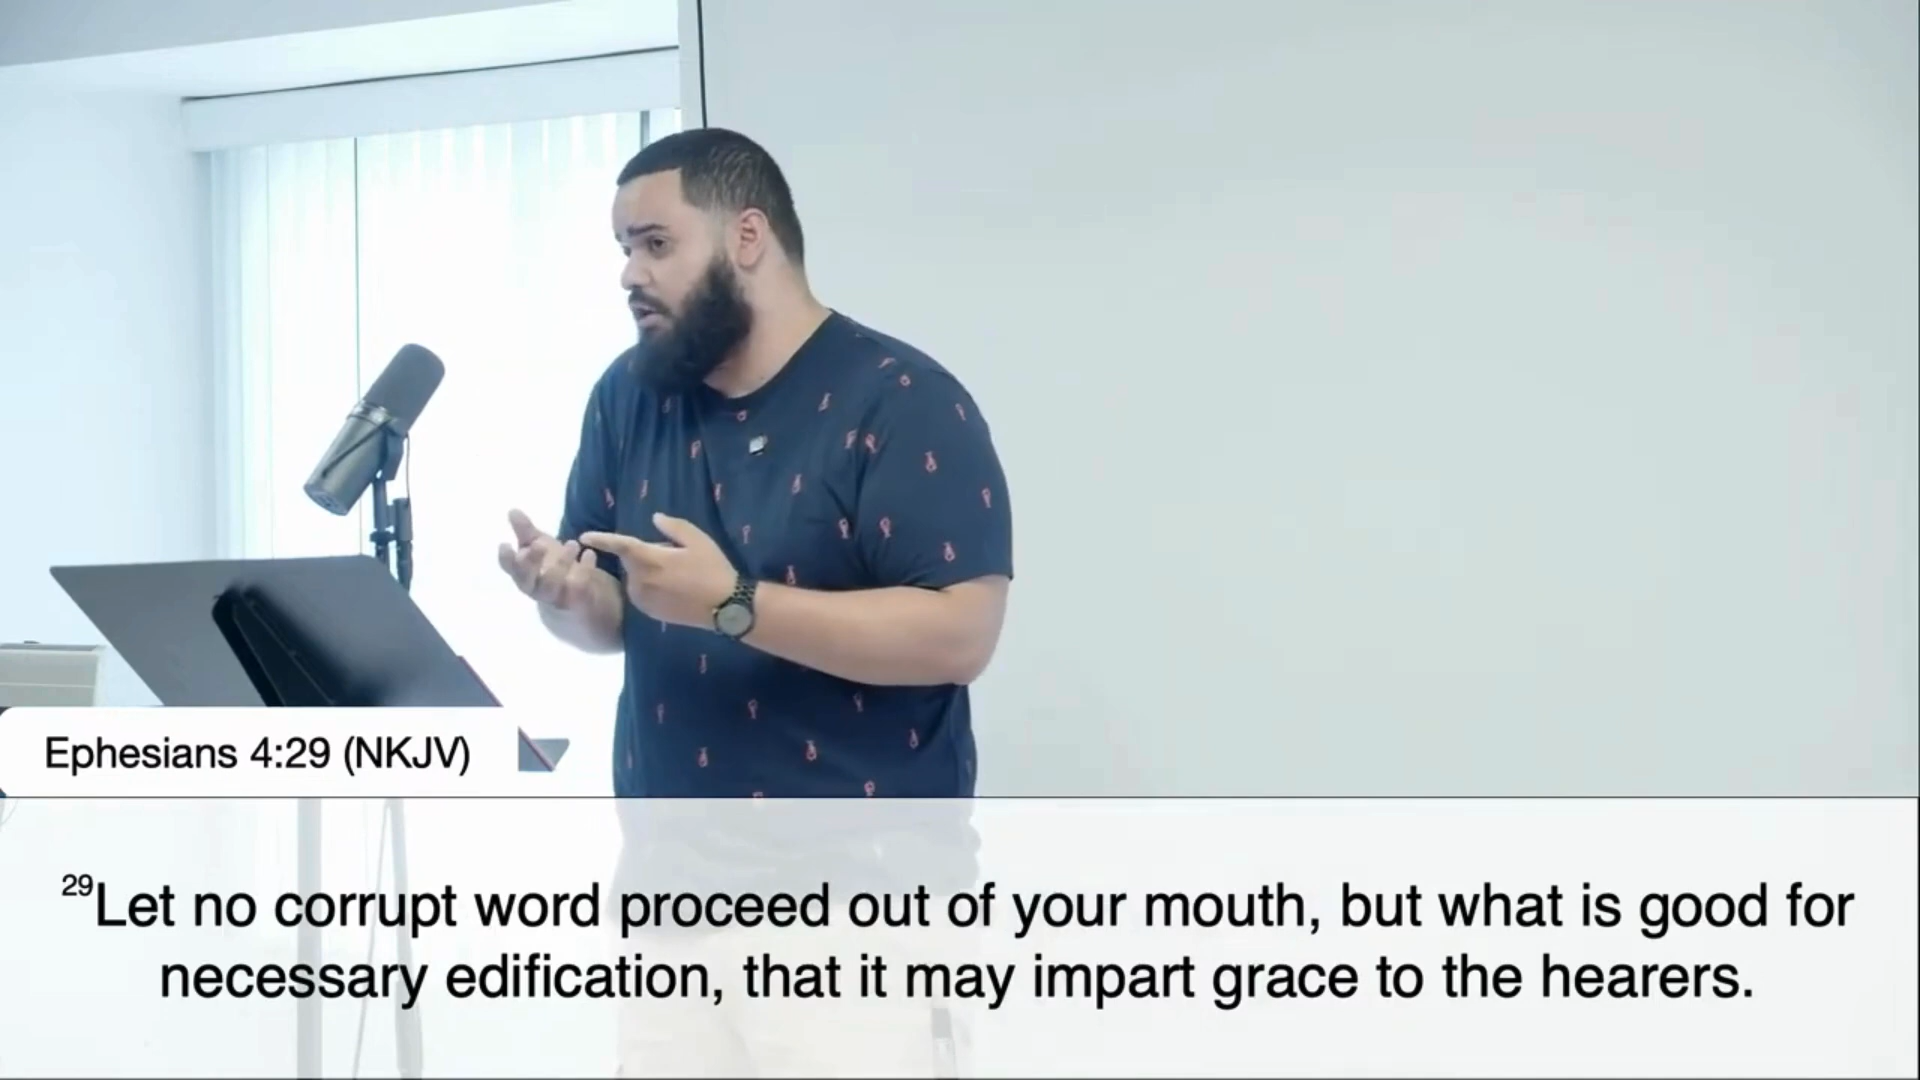 Ephesians 4:29 (NKJV)
29Let no corrupt word proceed out of your mouth, but what is good for
necessary edification, that it may impart grace to the hearers.